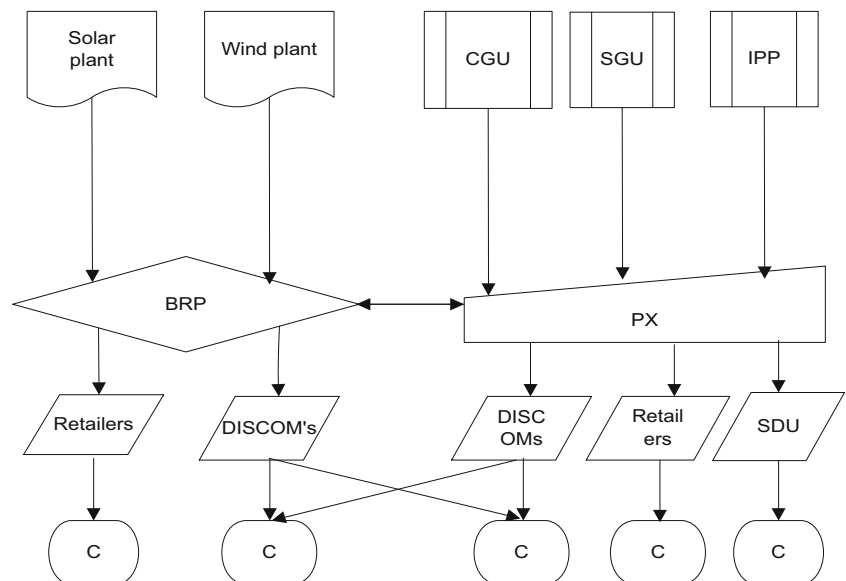 Solar
plant
Wind plant
CGU
SGU
IPP
BRP
PX
Retailers
DISCOM's
DISC
OMs
Retail
ers
SDU
C
C
C
C
C